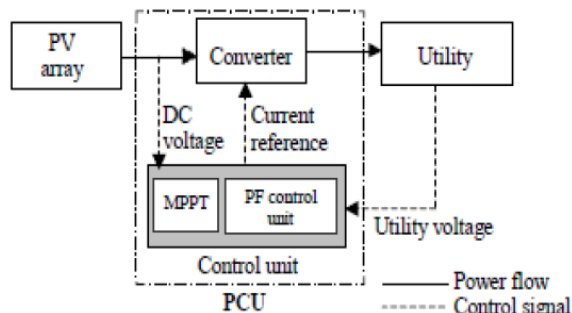 PV
array
Converter
Utility
DC
voltage
Current
reference
MPPT
PF control
unit
Utility voltage
Control unit
PCU
Power flow
Control signal